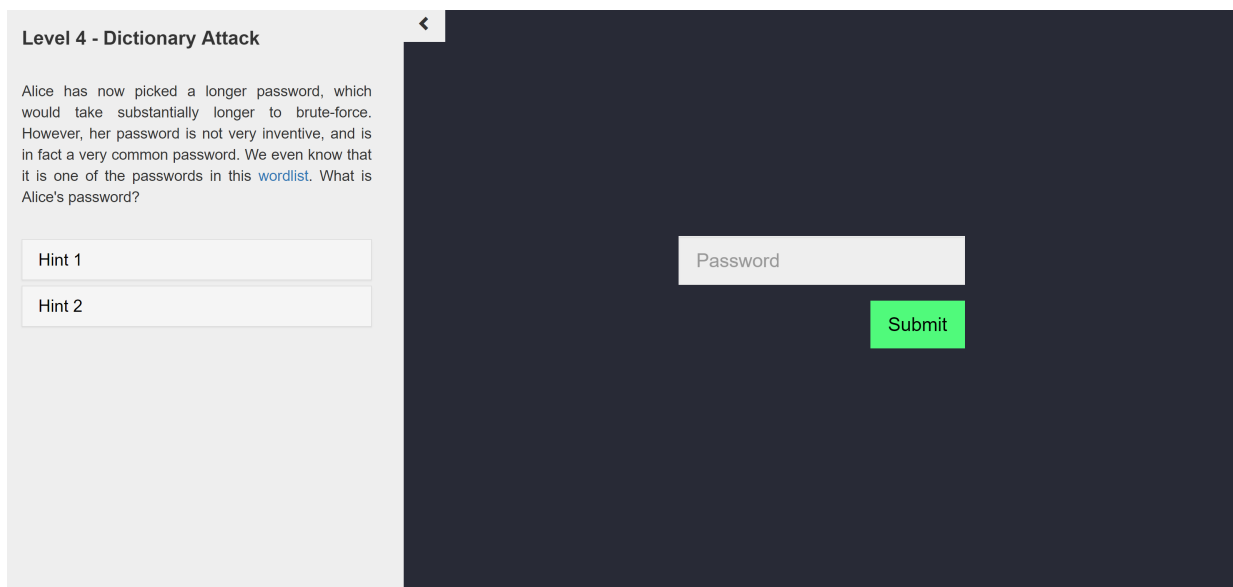 Level 4 - Dictionary Attack
Alice has now picked a longer password, which
would take substantially longer to brute-force.
However, her password is not very inventive, and is
in fact a very common password. We even know that
it is one of the passwords in this wordlist. What is
Alice's password?
Hint 1
Hint 2
Password
Submit